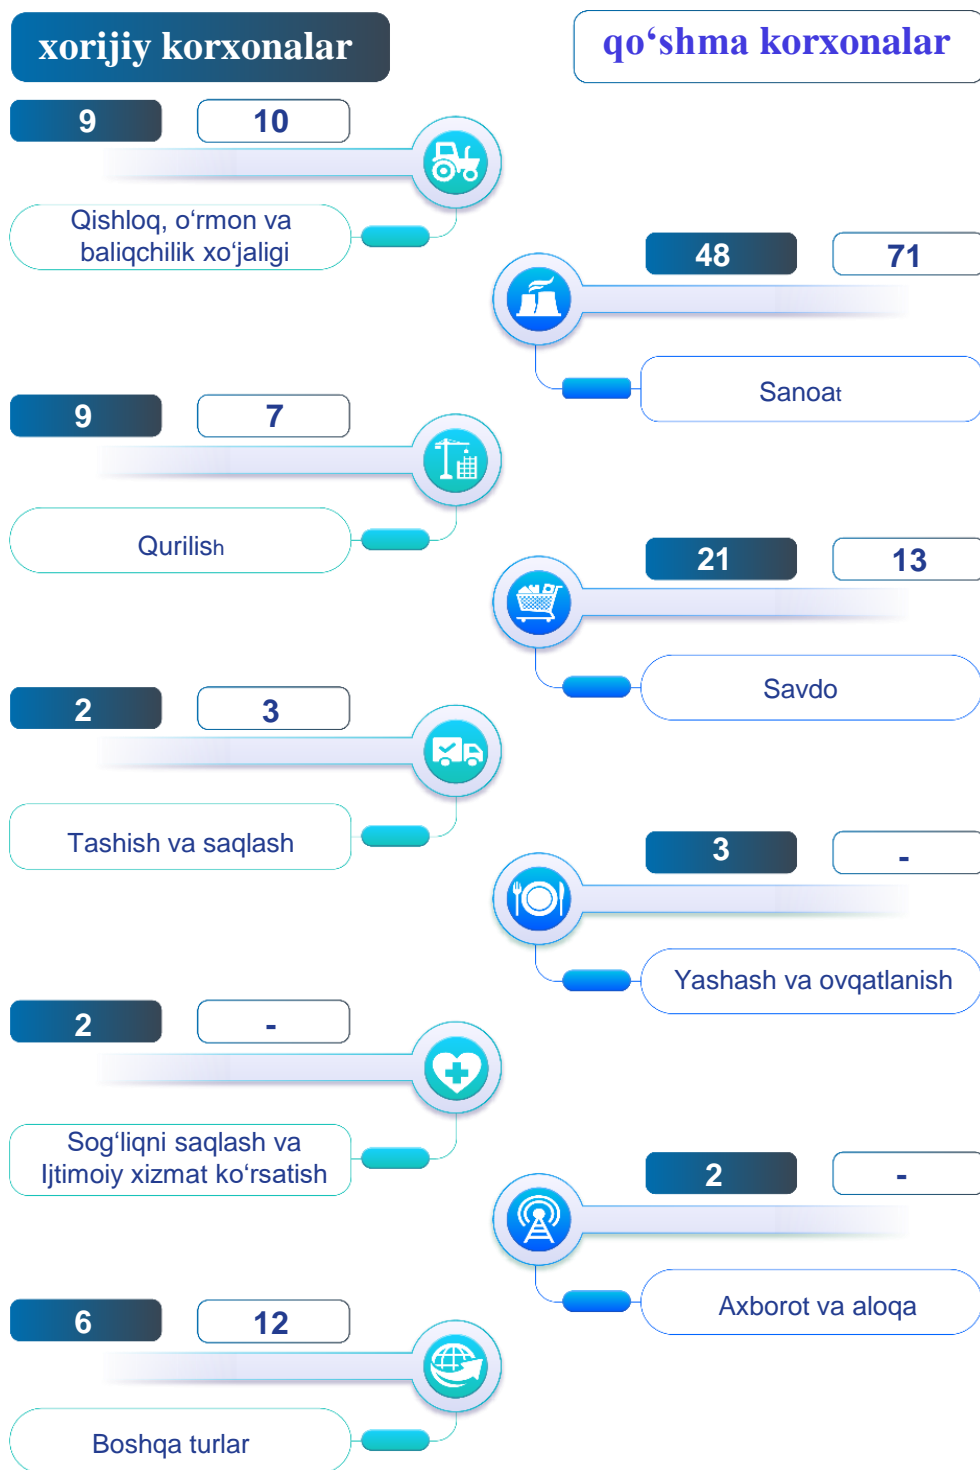 xorijiy korxonalar
qo‘shma korxonalar
9 10
Qishloq, o‘rmon va
baliqchilik xo‘jaligi
48 71
Sanoat
9 7
Qurilish
21 13
Savdo
2 3
Tashish va saqlash
3 -
Yashash va ovqatlanish
2 -
Sog‘liqni saqlash va
Ijtimoiy xizmat ko‘rsatish
2 -
Axborot va aloqa
6 12
Boshqa turlar